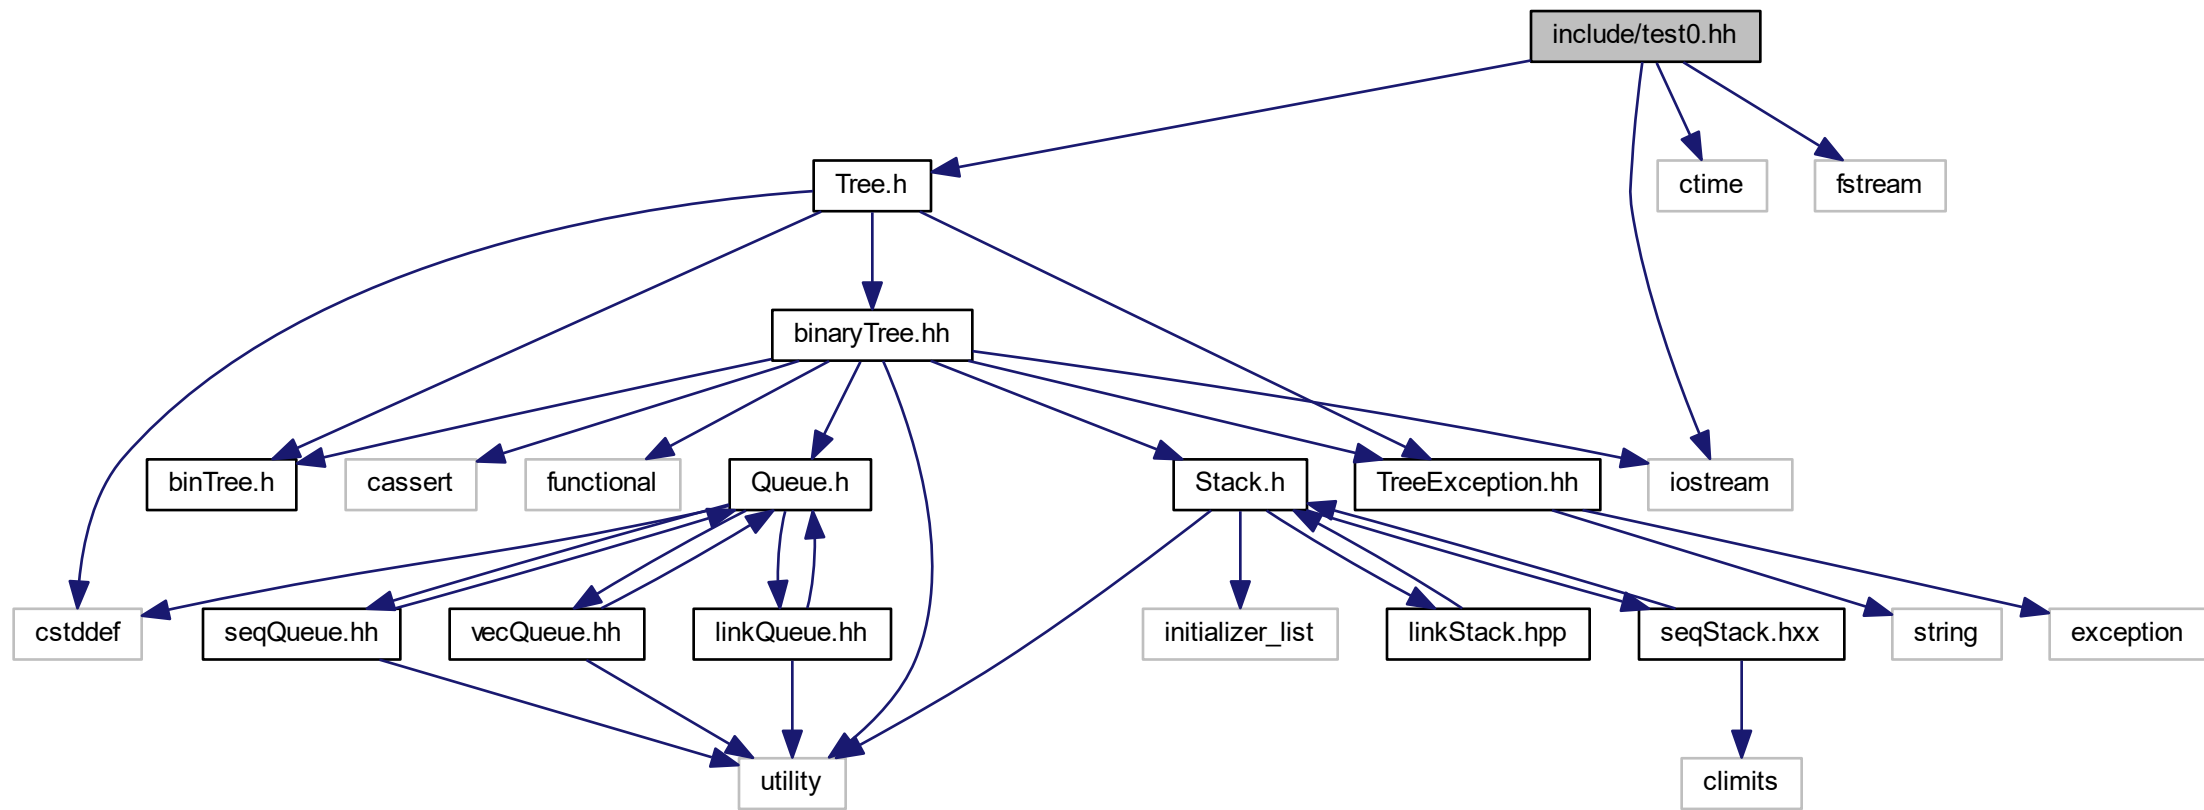 include/test0.hh
Tree.h
ctime
fstream
binaryTree.hh
binTree.h
cassert
functional
Queue.h
Stack.h
TreeException.hh
iostream
cstddef
seqQueue.hh
vecQueue.hh
linkQueue.hh
initializer_list
linkStack.hpp
seqStack.hxx
string
exception
utility
climits